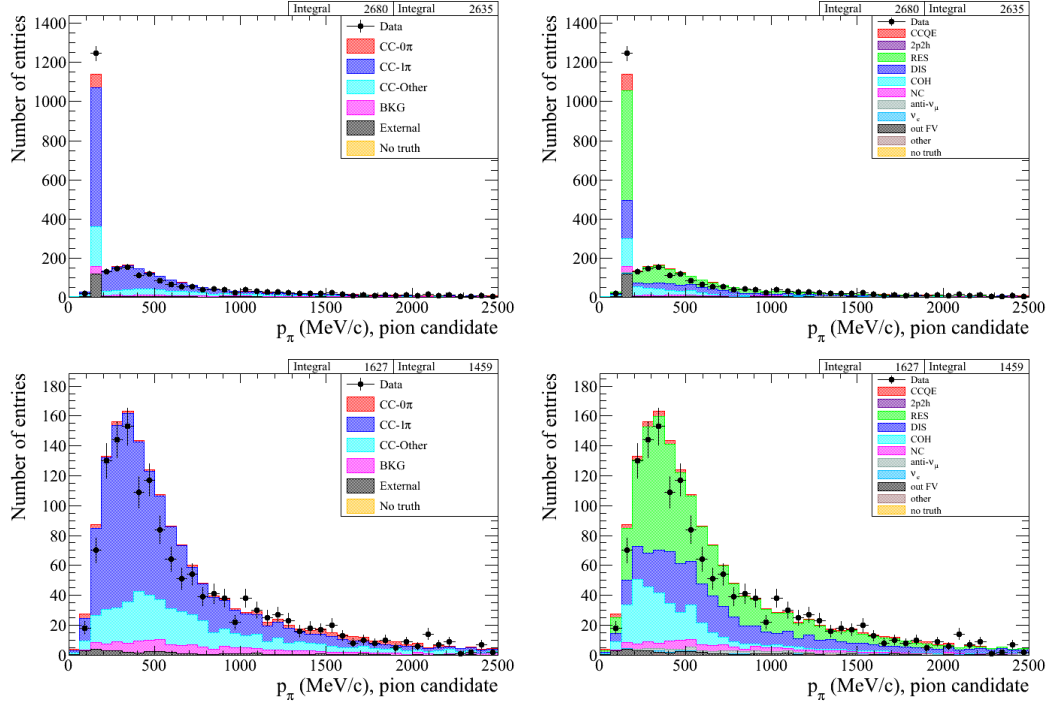 Integral 2680 Integral 2635
Number of entries
1400
1200
1000
800
600
400
200
0
Data
CC-0π
CC-1π
CC-Other
BKG
External
No truth
0 500 1000 1500 2000 2500
p_π (MeV/c), pion candidate
Integral 2680 Integral 2635
Number of entries
1400
1200
1000
800
600
400
200
0
Data
CCQE
2p2h
RES
DIS
COH
NC
anti-ν_μ
ν_e
out FV
other
no truth
0 500 1000 1500 2000 2500
p_π (MeV/c), pion candidate
Integral 1627 Integral 1459
Number of entries
180
160
140
120
100
80
60
40
20
0
Data
CC-0π
CC-1π
CC-Other
BKG
External
No truth
0 500 1000 1500 2000 2500
p_π (MeV/c), pion candidate
Integral 1627 Integral 1459
Number of entries
180
160
140
120
100
80
60
40
20
0
Data
CCQE
2p2h
RES
DIS
COH
NC
anti-ν_μ
ν_e
out FV
other
no truth
0 500 1000 1500 2000 2500
p_π (MeV/c), pion candidate